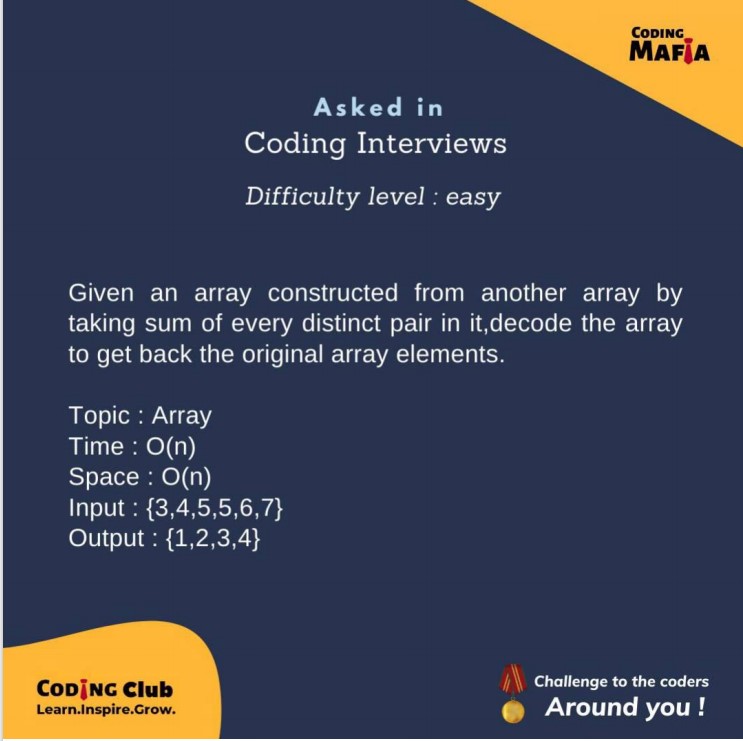 CODING
MAFIA
Asked in
Coding Interviews
Difficulty level : easy
Given an array constructed from another array by
taking sum of every distinct pair in it,decode the array
to get back the original array elements.
Topic : Array
Time : O(n)
Space : O(n)
Input : {3,4,5,5,6,7}
Output : {1,2,3,4}
CODING Club
Learn.Inspire.Grow.
Challenge to the coders
Around you !